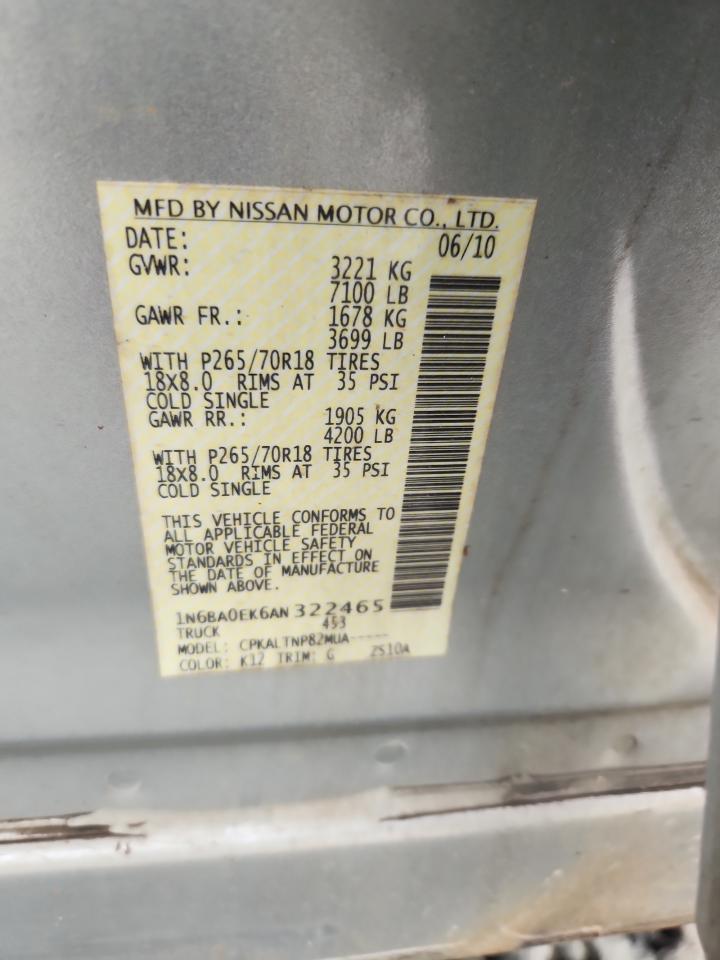 MFD BY NISSAN MOTOR CO., LTD.
DATE: 06/10
GVWR: 3221 KG
7100 LB
GAWR FR.: 1678 KG
3699 LB
WITH P265/70R18 TIRES
18X8.0 RIMS AT 35 PSI
COLD SINGLE
GAWR RR.: 1905 KG
4200 LB
WITH P265/70R18 TIRES
18X8.0 RIMS AT 35 PSI
COLD SINGLE
THIS VEHICLE CONFORMS TO
ALL APPLICABLE FEDERAL
MOTOR VEHICLE SAFETY
STANDARDS IN EFFECT ON
THE DATE OF MANUFACTURE
SHOWN ABOVE.
1N6BA0EK6AN 322465
TRUCK 453
MODEL: CPKALTNP82MUA-----
COLOR: K12 TRIM: G ZS10A